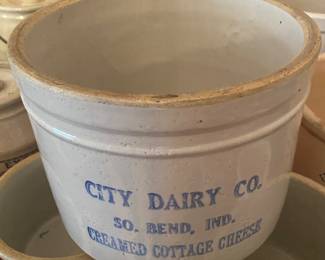 CITY DAIRY CO.
SO. BEND, IND.
CREAMED COTTAGE CHEESE